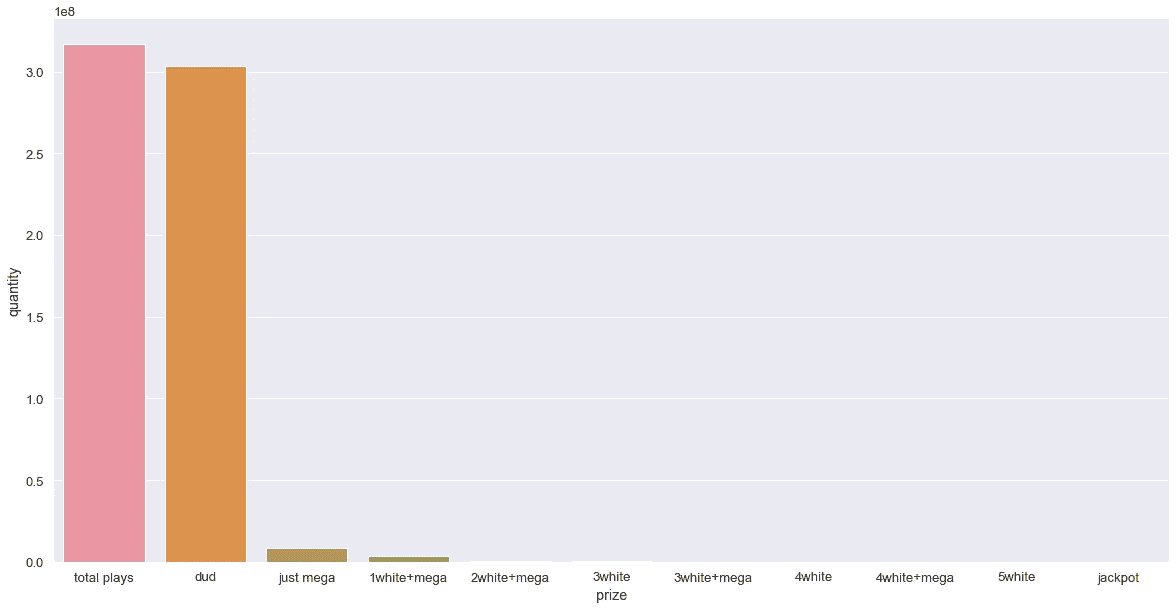 1e8
3.0
2.5
2.0
1.5
1.0
0.5
0.0
quantity
total plays dud just mega 1white+mega 2white+mega 3white 3white+mega 4white 4white+mega 5white jackpot
prize